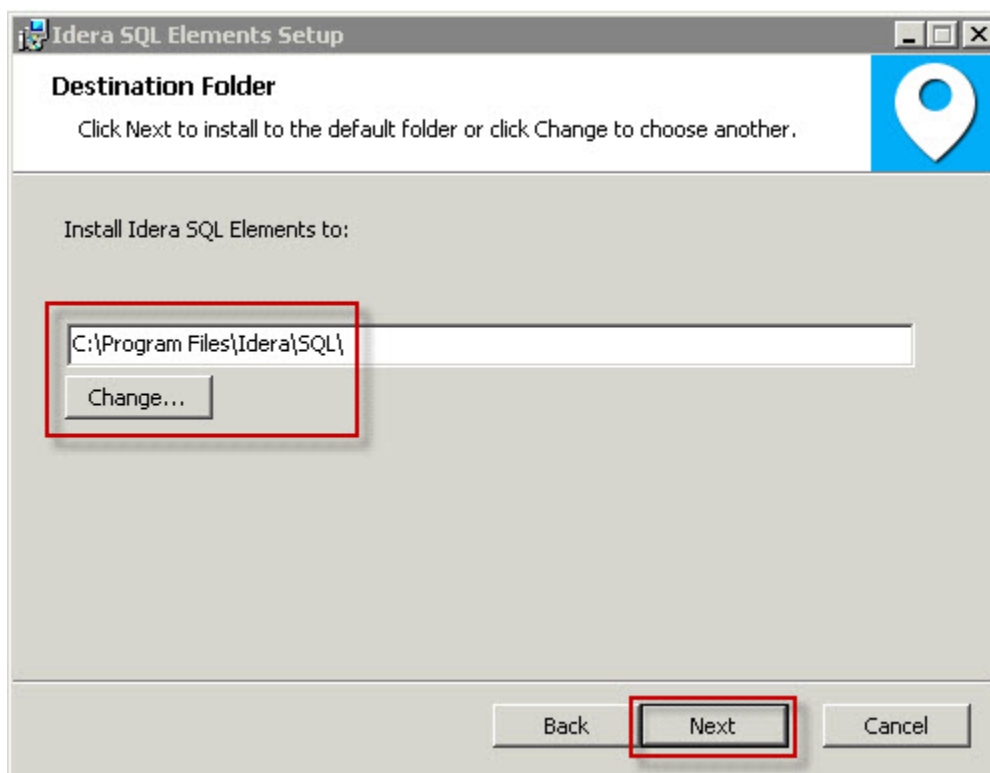 Idera SQL Elements Setup
Destination Folder
Click Next to install to the default folder or click Change to choose another.
Install Idera SQL Elements to:
C:\Program Files\Idera\SQL\
Change...
Back Next Cancel